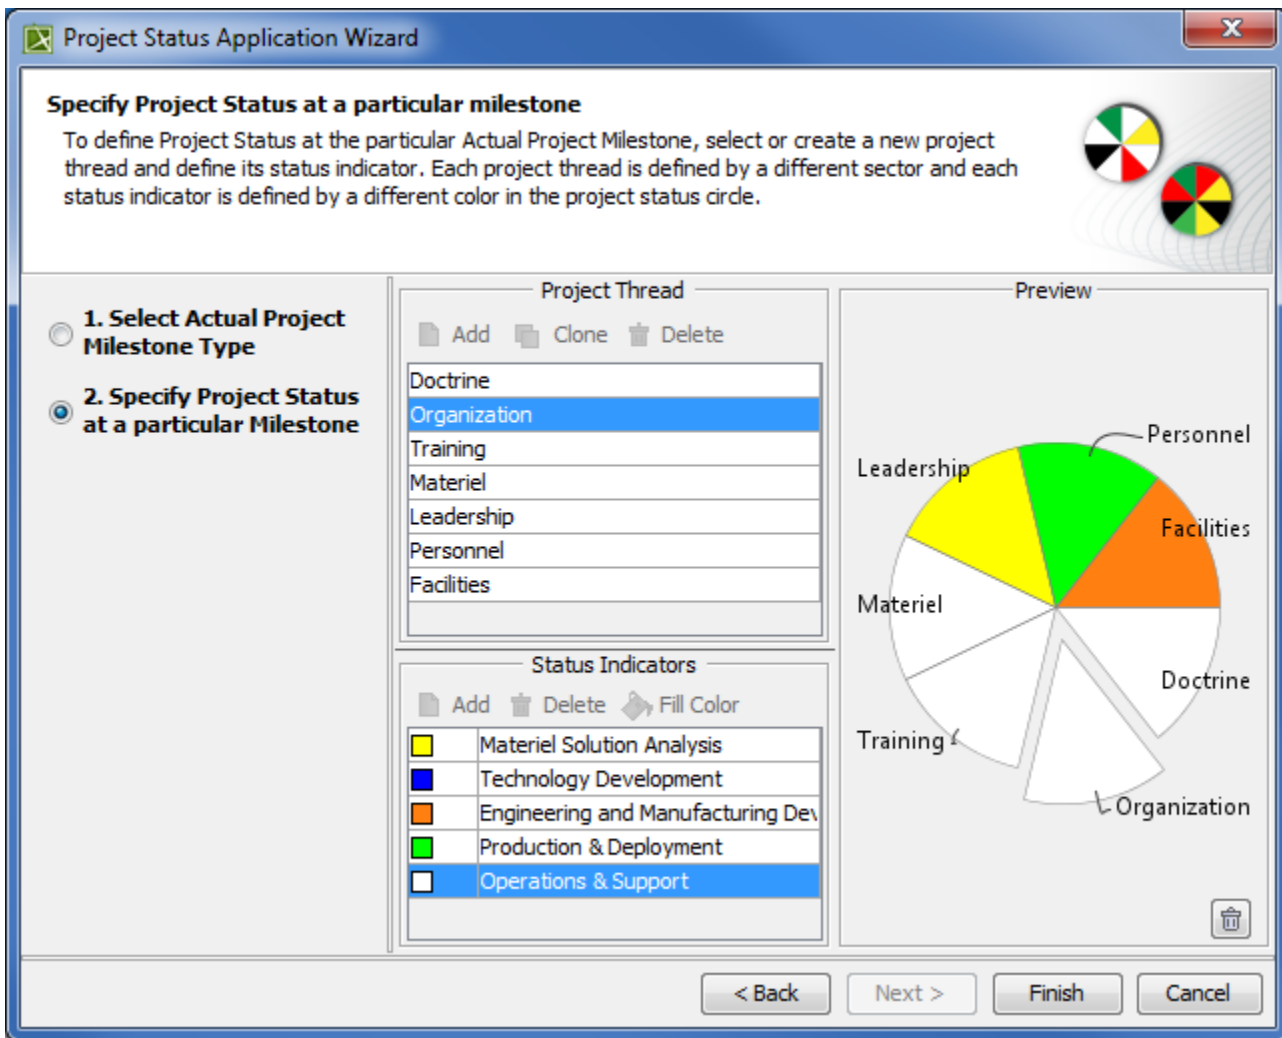 Project Status Application Wizard
Specify Project Status at a particular milestone
To define Project Status at the particular Actual Project Milestone, select or create a new project
thread and define its status indicator. Each project thread is defined by a different sector and each
status indicator is defined by a different color in the project status circle.
1. Select Actual Project
Milestone Type
2. Specify Project Status
at a particular Milestone
Project Thread
Add Clone Delete
Doctrine
Organization
Training
Materiel
Leadership
Personnel
Facilities
Status Indicators
Add Delete Fill Color
Materiel Solution Analysis
Technology Development
Engineering and Manufacturing Dev
Production & Deployment
Operations & Support
Preview
Personnel
Leadership
Facilities
Materiel
Doctrine
Training
Organization
< Back Next > Finish Cancel